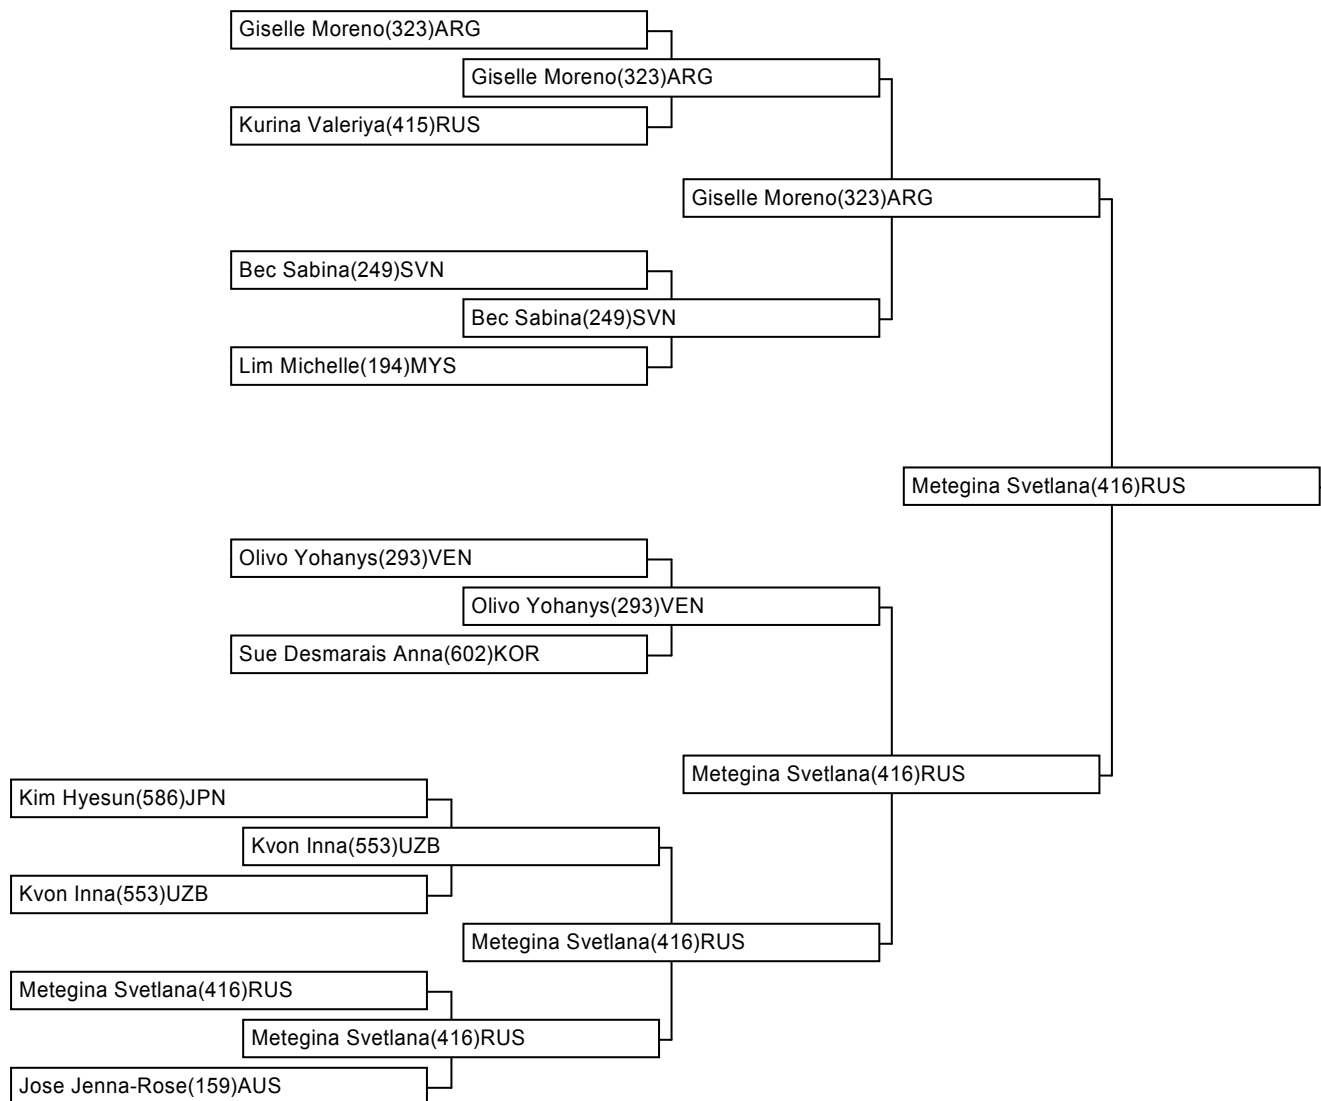 Giselle Moreno(323)ARG
Giselle Moreno(323)ARG
Kurina Valeriya(415)RUS
Giselle Moreno(323)ARG
Bec Sabina(249)SVN
Bec Sabina(249)SVN
Lim Michelle(194)MYS
Metegina Svetlana(416)RUS
Olivo Yohanys(293)VEN
Olivo Yohanys(293)VEN
Sue Desmarais Anna(602)KOR
Metegina Svetlana(416)RUS
Kim Hyesun(586)JPN
Kvon Inna(553)UZB
Kvon Inna(553)UZB
Metegina Svetlana(416)RUS
Metegina Svetlana(416)RUS
Metegina Svetlana(416)RUS
Jose Jenna-Rose(159)AUS